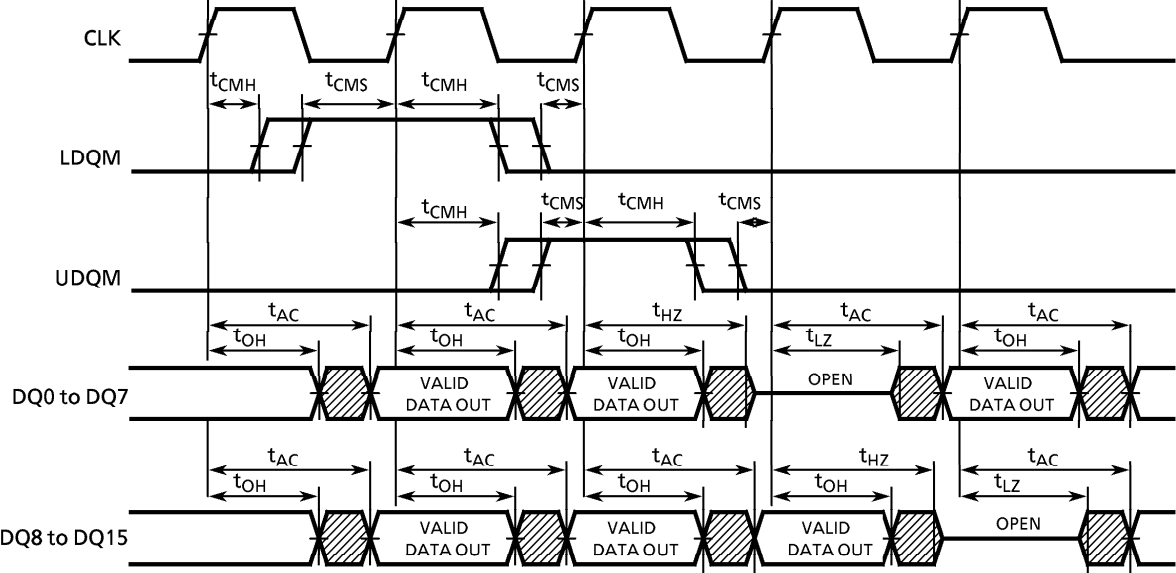 CLK
tCMH tCMS tCMH tCMS
LDQM
tCMH tCMS tCMH tCMS
UDQM
tAC tAC tHZ tAC tAC
tOH tOH tOH tLZ tOH
DQ0 to DQ7
VALID DATA OUT
VALID DATA OUT
OPEN
VALID DATA OUT
tAC tAC tAC tHZ tAC
tOH tOH tOH tOH tLZ
DQ8 to DQ15
VALID DATA OUT
VALID DATA OUT
VALID DATA OUT
OPEN